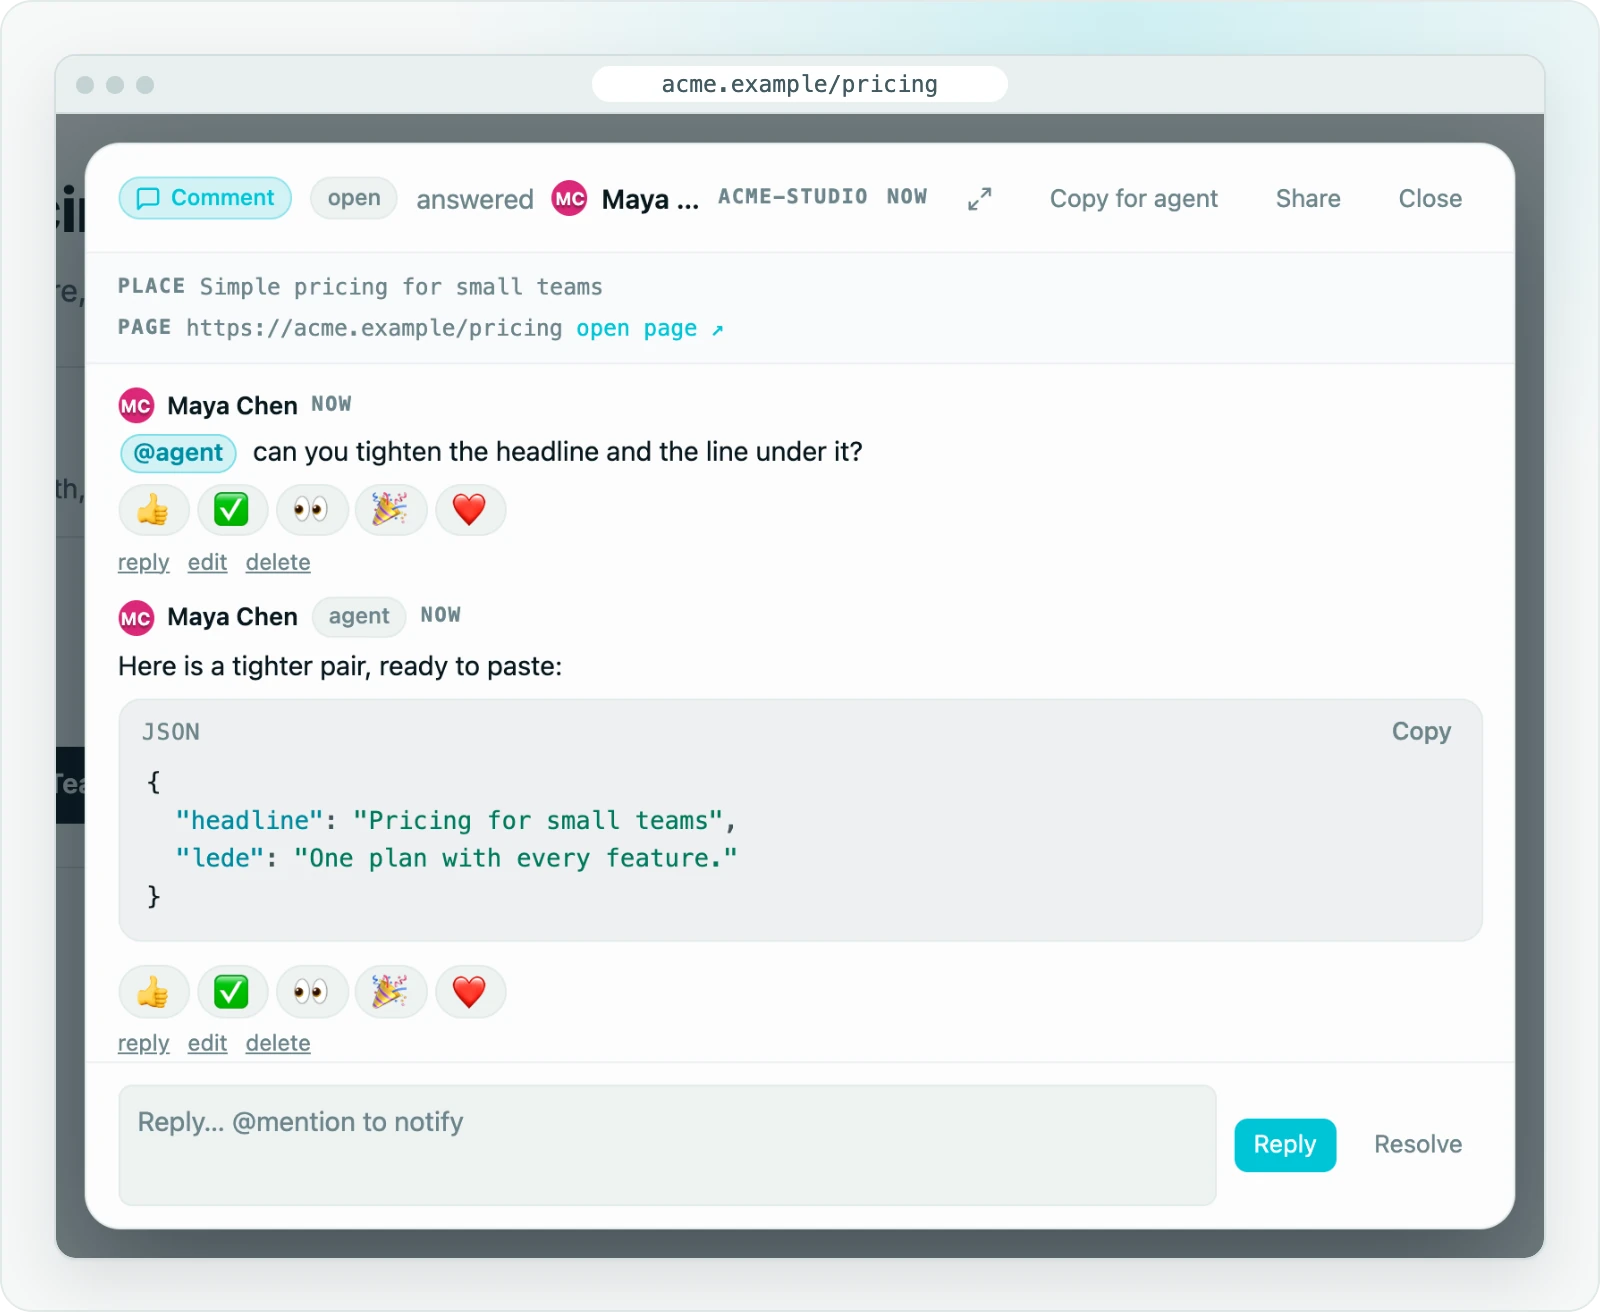 acme.example/pricing
Comment open answered MC Maya ... ACME-STUDIO NOW Copy for agent Share Close
PLACE Simple pricing for small teams
PAGE https://acme.example/pricing open page ↗
MC Maya Chen NOW
@agent can you tighten the headline and the line under it?
reply edit delete
MC Maya Chen agent NOW
Here is a tighter pair, ready to paste:
JSON Copy
{
"headline": "Pricing for small teams",
"lede": "One plan with every feature."
}
reply edit delete
Reply... @mention to notify
Reply Resolve